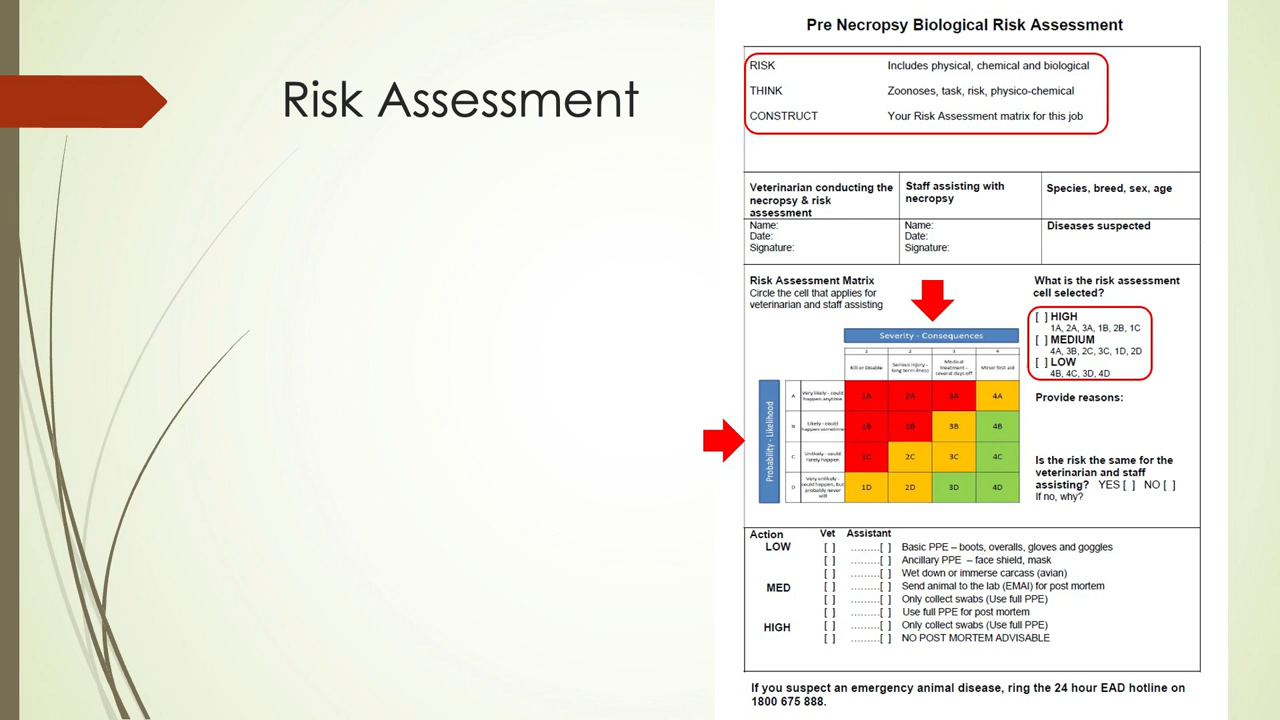 Risk Assessment
Pre Necropsy Biological Risk Assessment
RISK Includes physical, chemical and biological
THINK Zoonoses, task, risk, physico-chemical
CONSTRUCT Your Risk Assessment matrix for this job
Veterinarian conducting the
necropsy & risk
assessment
Staff assisting with
necropsy
Species, breed, sex, age
Name:
Date:
Signature:
Name:
Date:
Signature:
Diseases suspected
Risk Assessment Matrix
Circle the cell that applies for
veterinarian and staff assisting
Severity - Consequences
1 2 3 4
Kill or Disable
Serious Injury -
long term illness
Medical
treatment -
several days off
Minor first aid
Probability - Likelihood
A
Very likely - could
happen anytime
1A 2A 3A 4A
B
Likely - could
happen sometime
1B 2B 3B 4B
C
Unlikely - could
rarely happen
1C 2C 3C 4C
D
Very unlikely -
could happen, but
probably never
will
1D 2D 3D 4D
What is the risk assessment
cell selected?
[ ] HIGH
1A, 2A, 3A, 1B, 2B, 1C
[ ] MEDIUM
4A, 3B, 2C, 3C, 1D, 2D
[ ] LOW
4B, 4C, 3D, 4D
Provide reasons:
Is the risk the same for the
veterinarian and staff
assisting? YES [ ] NO [ ]
If no, why?
Action Vet Assistant
LOW [ ] .........[ ] Basic PPE – boots, overalls, gloves and goggles
[ ] .........[ ] Ancillary PPE – face shield, mask
[ ] .........[ ] Wet down or immerse carcass (avian)
MED [ ] .........[ ] Send animal to the lab (EMAI) for post mortem
[ ] .........[ ] Only collect swabs (Use full PPE)
[ ] .........[ ] Use full PPE for post mortem
HIGH [ ] .........[ ] Only collect swabs (Use full PPE)
[ ] .........[ ] NO POST MORTEM ADVISABLE
If you suspect an emergency animal disease, ring the 24 hour EAD hotline on
1800 675 888.